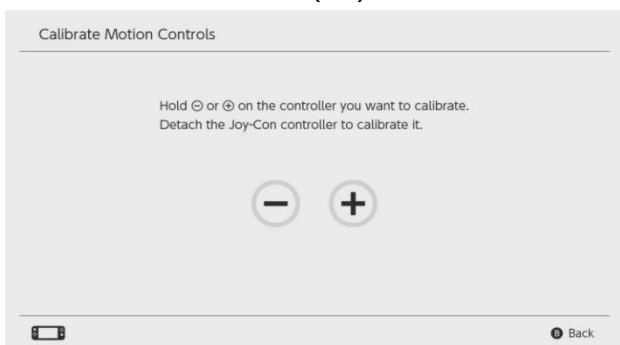 Calibrate Motion Controls
Hold ⊖ or ⊕ on the controller you want to calibrate.
Detach the Joy-Con controller to calibrate it.
B Back